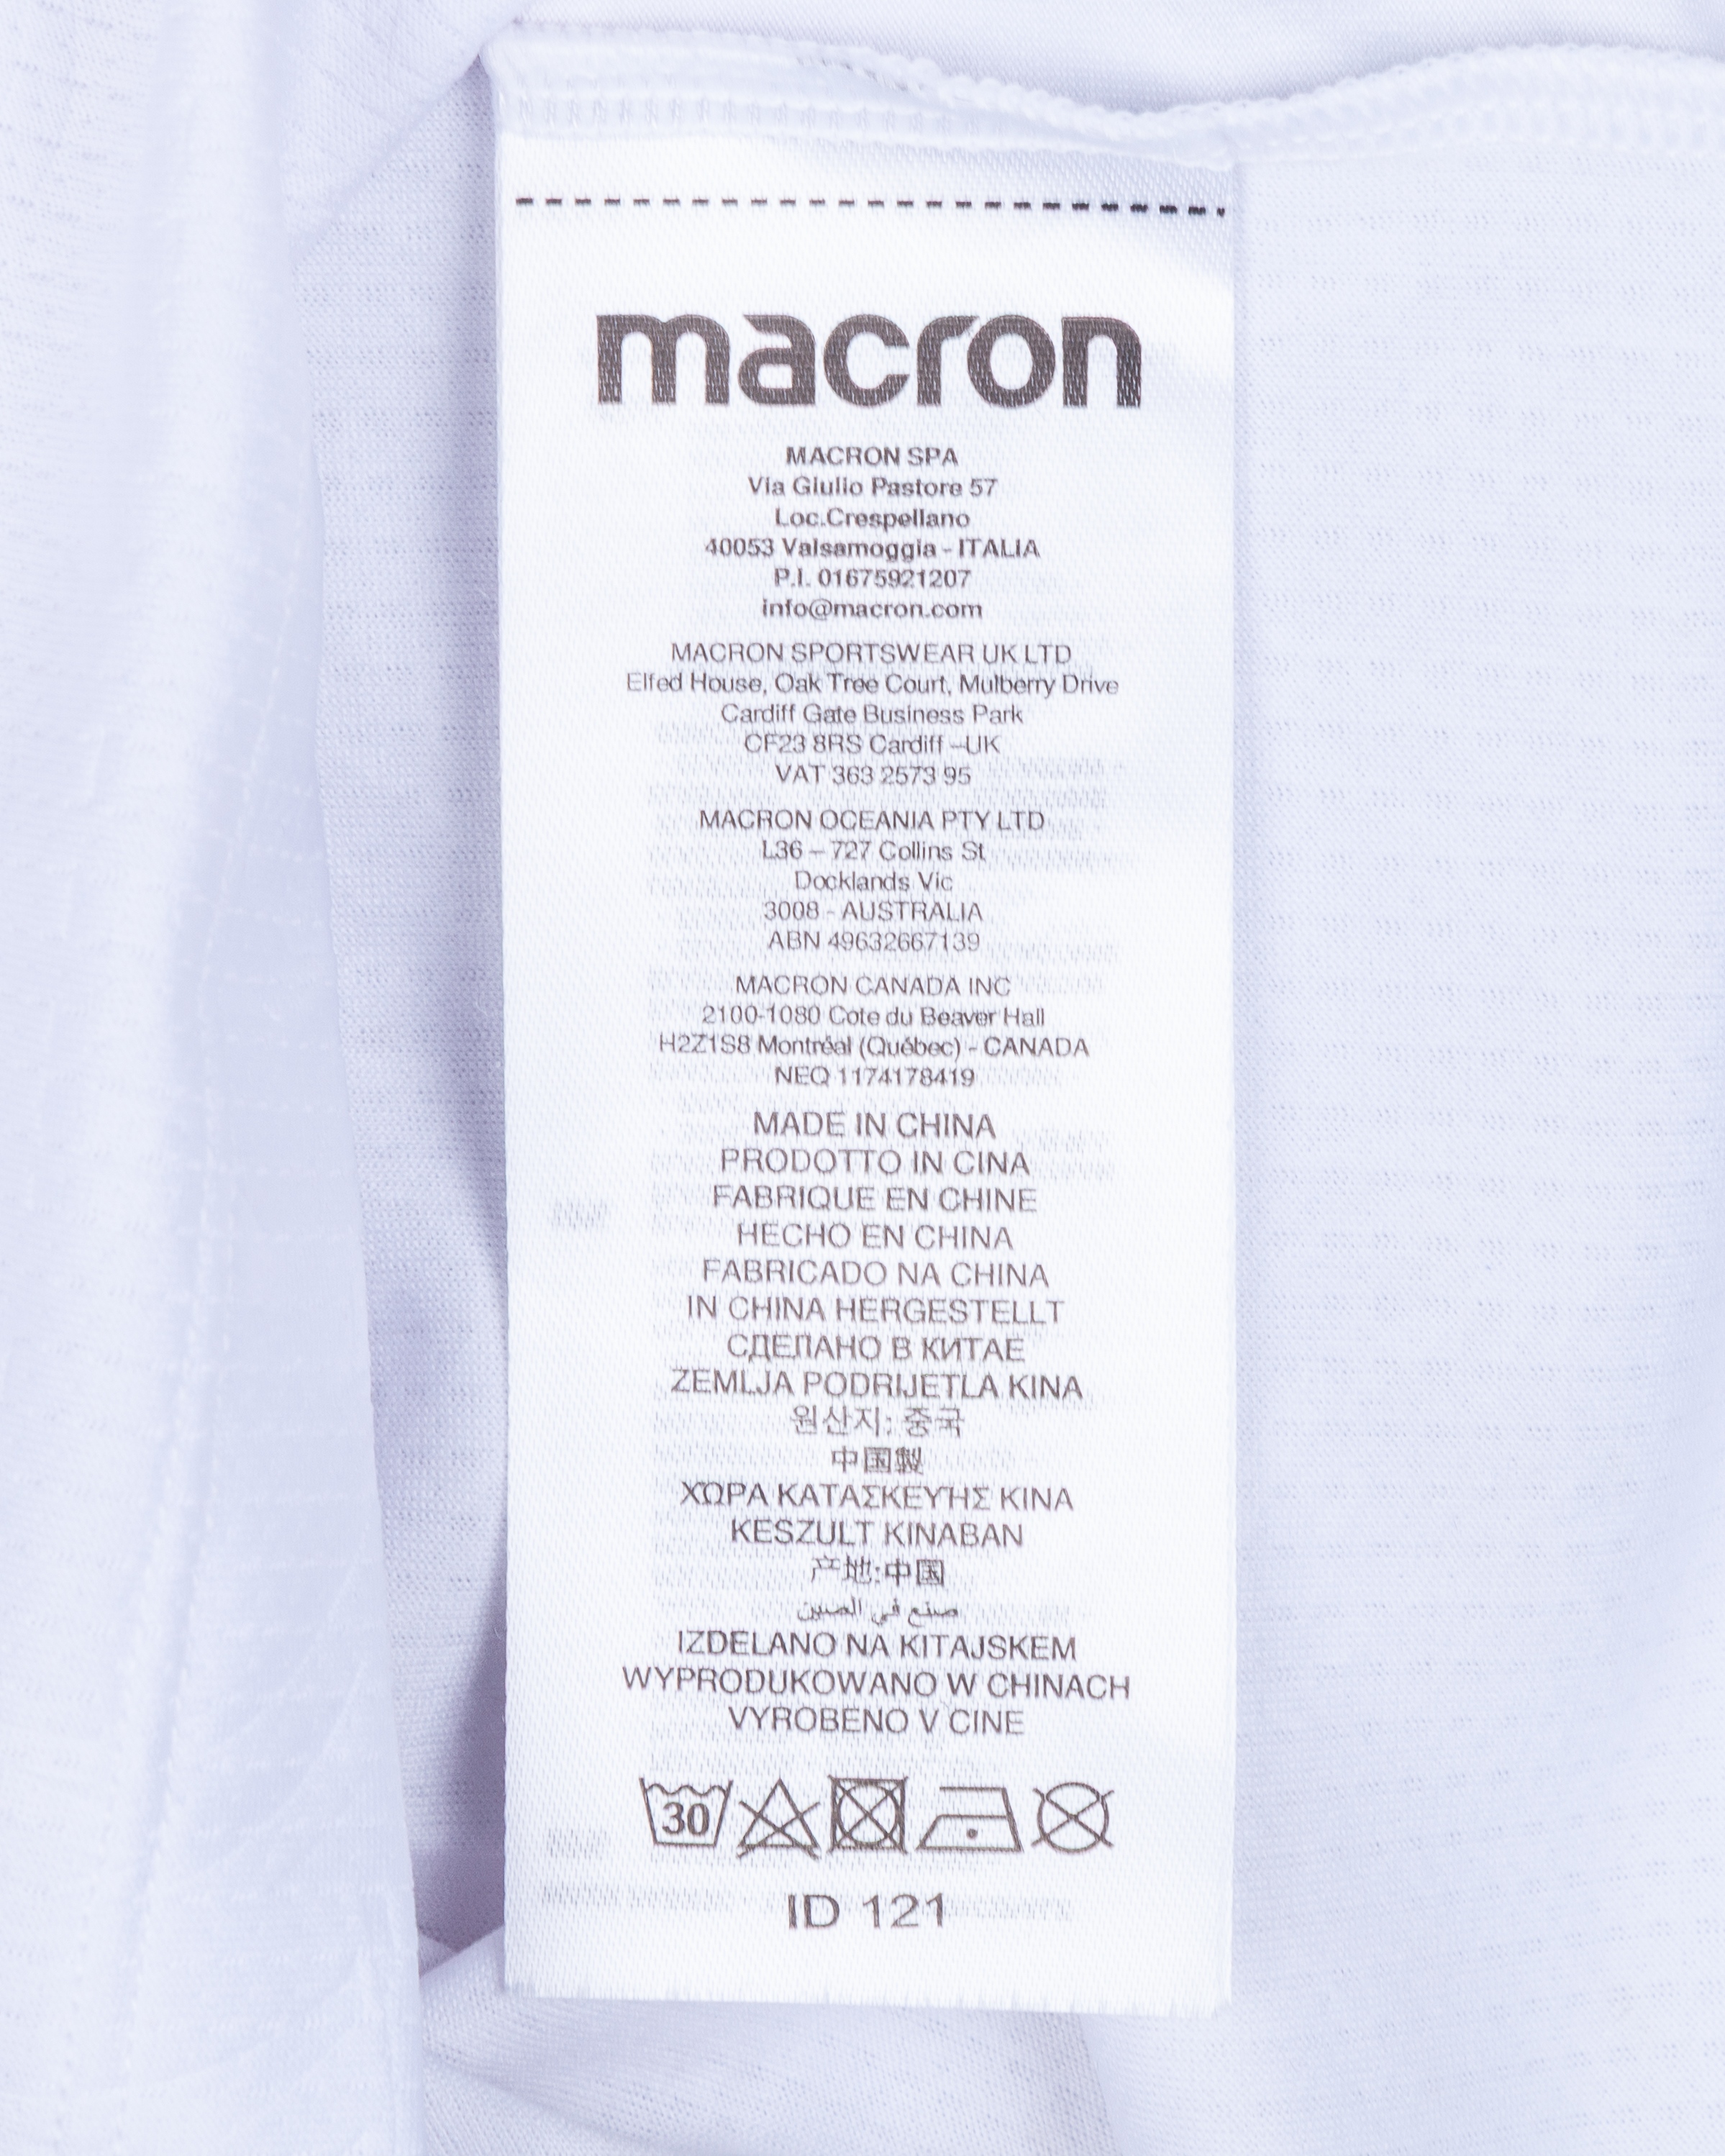 macron
MACRON SPA
Via Giulio Pastore 57
Loc.Crespellano
40053 Valsamoggia - ITALIA
P.I. 01675921207
info@macron.com
MACRON SPORTSWEAR UK LTD
Elfed House, Oak Tree Court, Mulberry Drive
Cardiff Gate Business Park
CF23 8RS Cardiff –UK
VAT 363 2573 95
MACRON OCEANIA PTY LTD
L36 – 727 Collins St
Docklands Vic
3008 - AUSTRALIA
ABN 49632667139
MACRON CANADA INC
2100-1080 Cote du Beaver Hall
H2Z1S8 Montréal (Québec) - CANADA
NEQ 1174178419
MADE IN CHINA
PRODOTTO IN CINA
FABRIQUE EN CHINE
HECHO EN CHINA
FABRICADO NA CHINA
IN CHINA HERGESTELLT
СДЕЛАНО В КИТАЕ
ZEMLJA PODRIJETLA KINA
원산지: 중국
中国製
ΧΏΡΑ ΚΑΤΑΣΚΕΥΉΣ ΚΙΝΑ
KESZULT KINABAN
产地:中国
صنع في الصين
IZDELANO NA KITAJSKEM
WYPRODUKOWANO W CHINACH
VYROBENO V CINE
30
ID 121